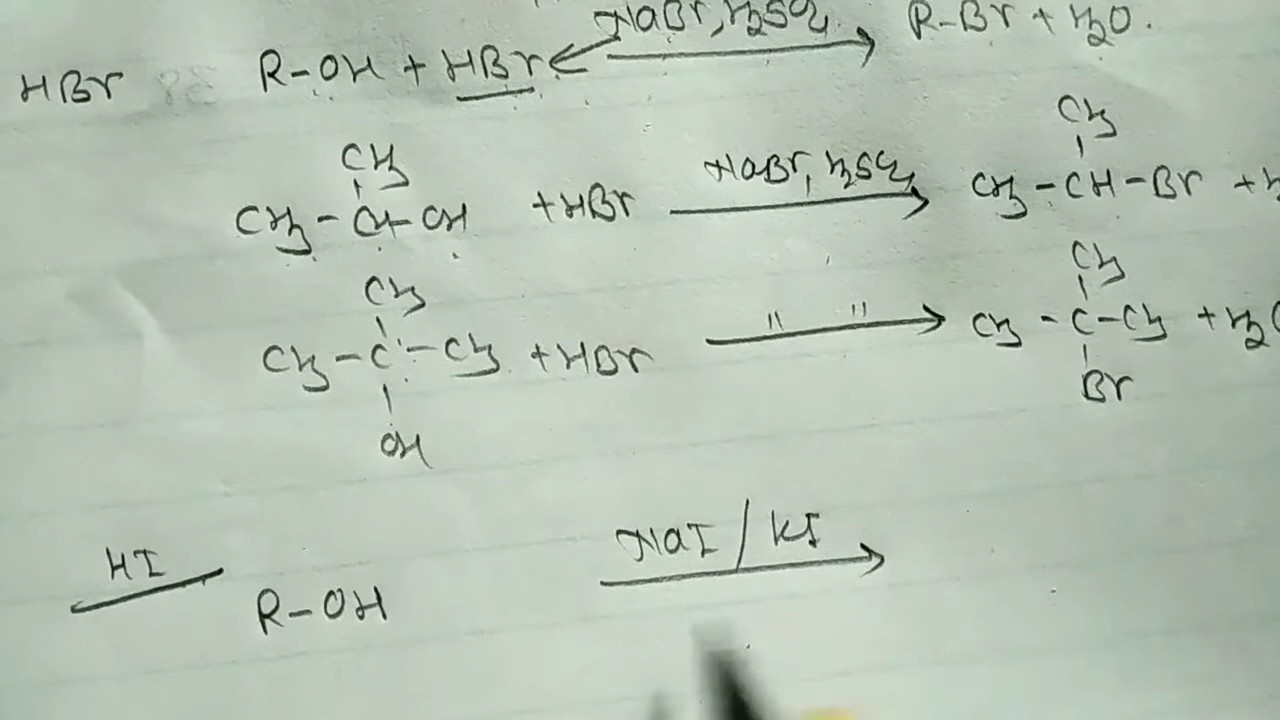 NaBr, H2SO4
HBr R-OH + HBr R-Br + H2O.
CH3 CH3
NaBr, H2SO4
CH3-CH-OH +HBr CH3-CH-Br +
CH3 CH3
CH3-C-CH3 +HBr " " CH3-C-CH3 +H2O
OH Br
HI NaI/KI
R-OH